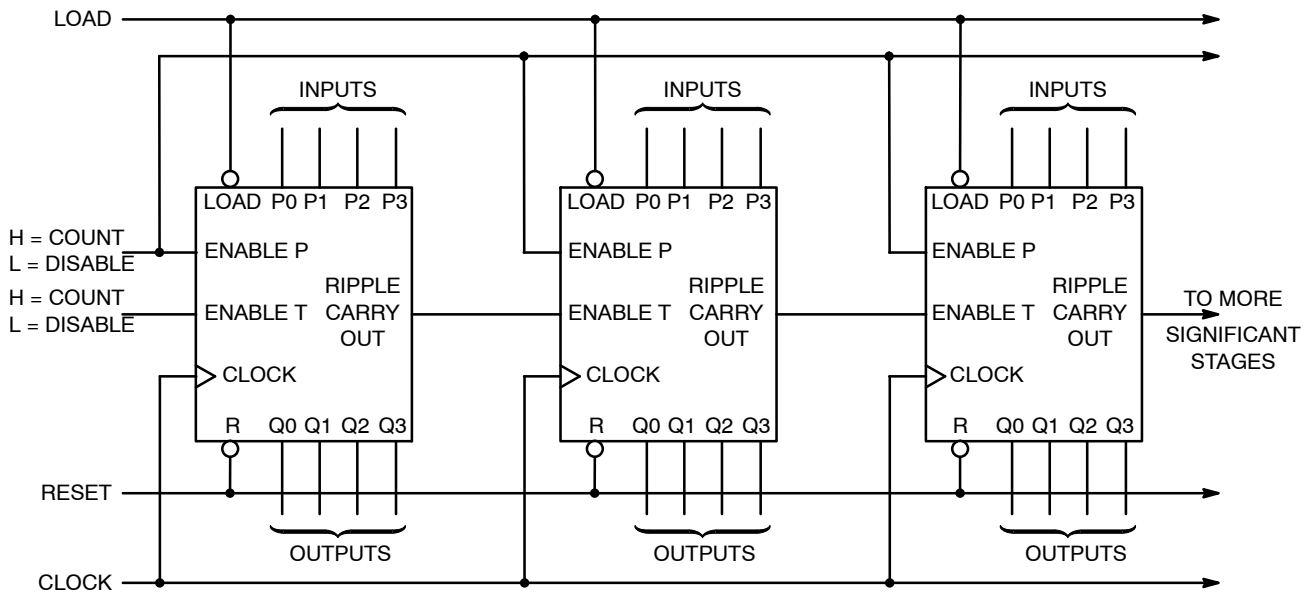 LOAD
INPUTS
INPUTS
INPUTS
LOAD P0 P1 P2 P3
LOAD P0 P1 P2 P3
LOAD P0 P1 P2 P3
H = COUNT
L = DISABLE
ENABLE P
ENABLE P
ENABLE P
H = COUNT
L = DISABLE
ENABLE T
RIPPLE
CARRY
OUT
ENABLE T
RIPPLE
CARRY
OUT
ENABLE T
RIPPLE
CARRY
OUT
TO MORE
SIGNIFICANT
STAGES
CLOCK
CLOCK
CLOCK
R Q0 Q1 Q2 Q3
R Q0 Q1 Q2 Q3
R Q0 Q1 Q2 Q3
RESET
OUTPUTS
OUTPUTS
OUTPUTS
CLOCK